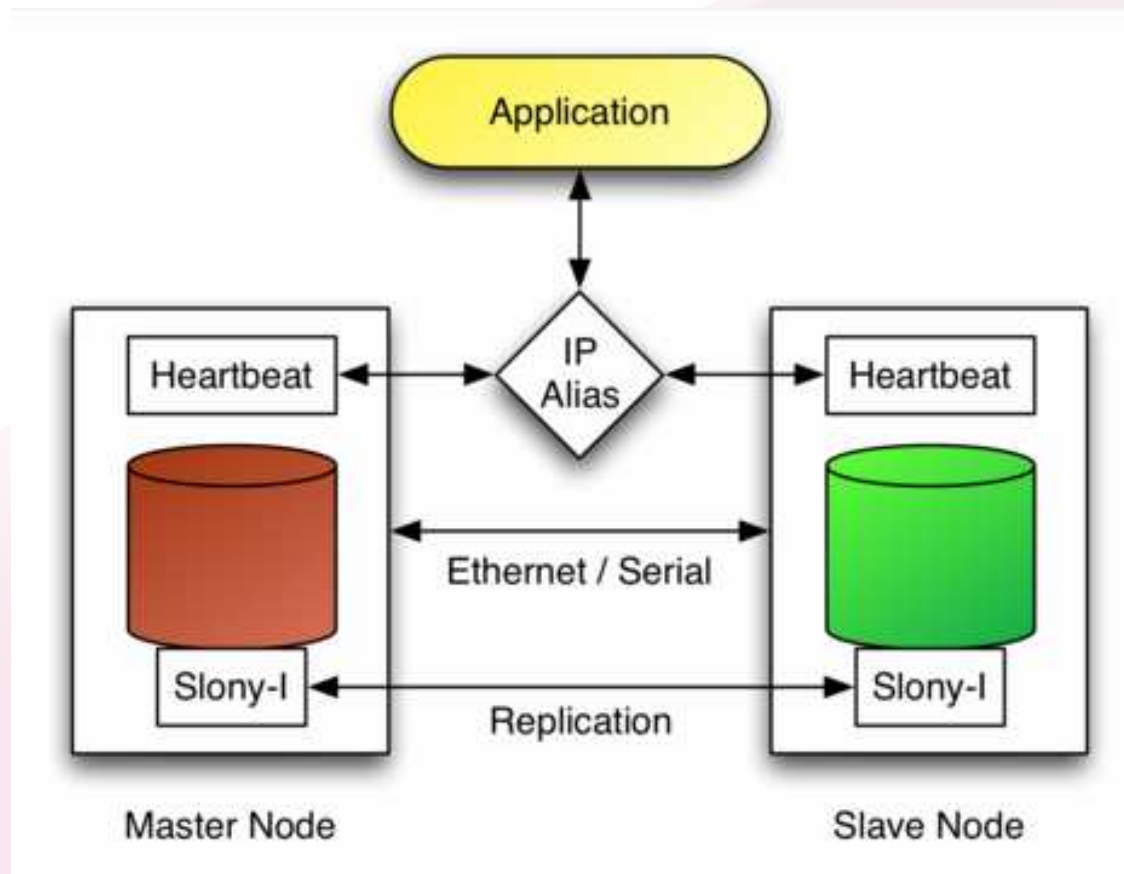 Application
IP
Alias
Heartbeat
Heartbeat
Ethernet / Serial
Slony-I
Slony-I
Replication
Master Node
Slave Node